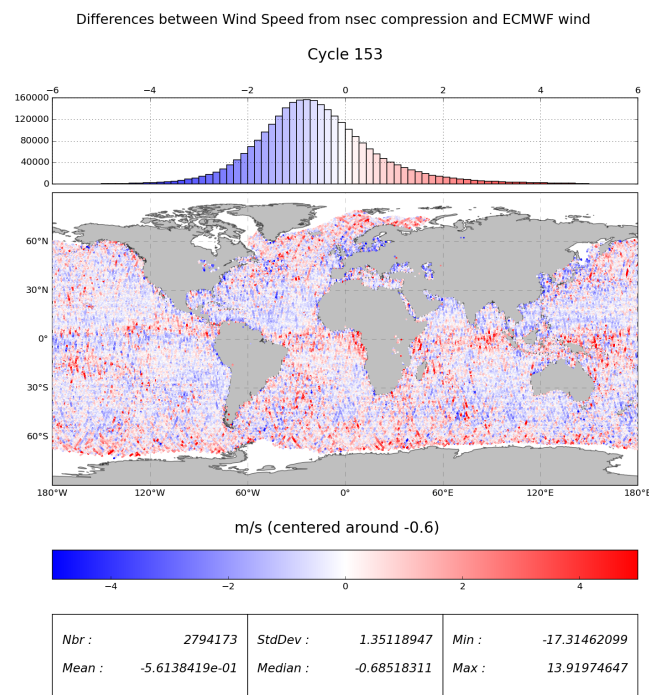 Differences between Wind Speed from nsec compression and ECMWF wind
Cycle 153
−6 −4 −2 0 2 4 6
160000
120000
80000
40000
0
60°N
30°N
0°
30°S
60°S
180°W 120°W 60°W 0° 60°E 120°E 180°E
m/s (centered around -0.6)
−4 −2 0 2 4
Nbr : 2794173 StdDev : 1.35118947 Min : -17.31462099
Mean : -5.6138419e-01 Median : -0.68518311 Max : 13.91974647